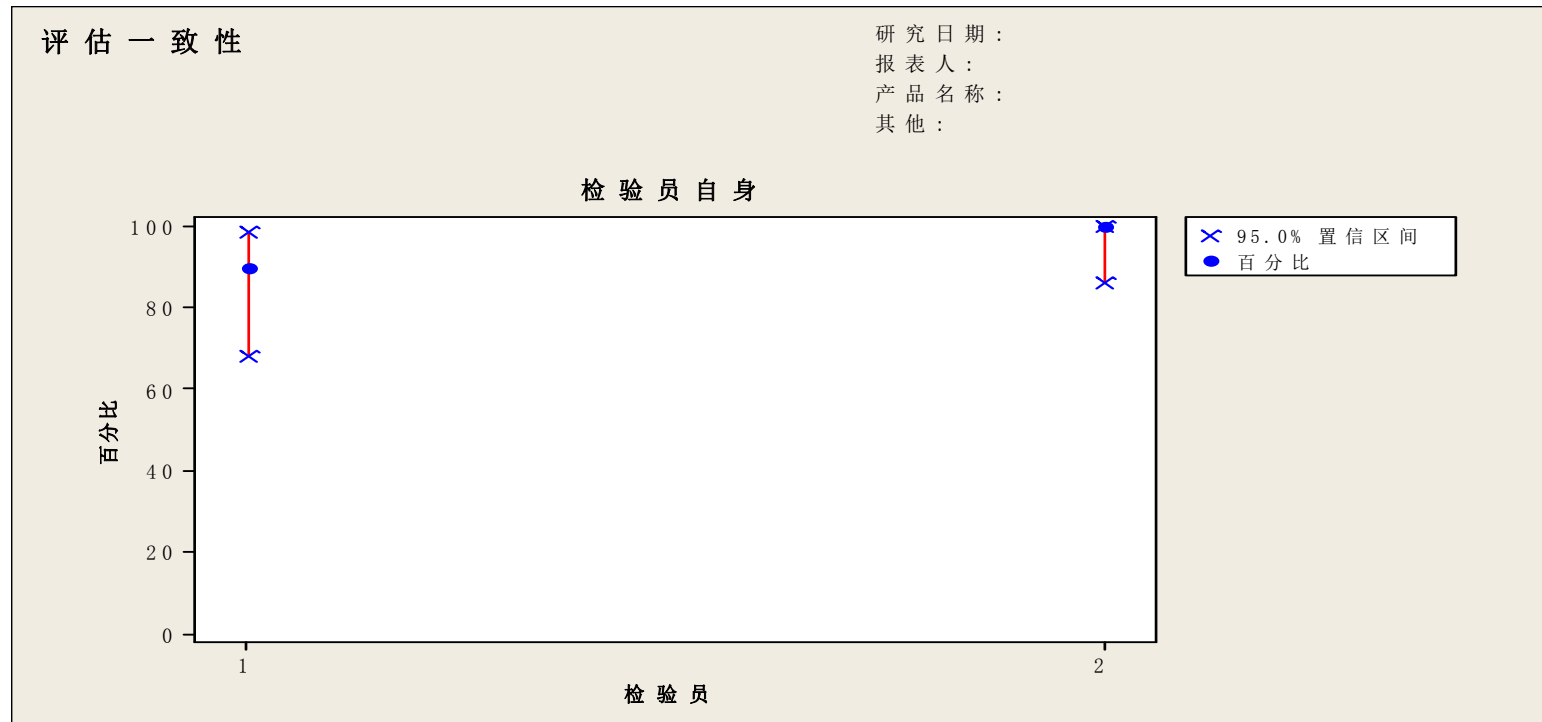 评估一致性
研究日期:
报表人:
产品名称:
其他:
检验员自身
100
80
60
40
20
0
百分比
1
2
检验员
95.0% 置信区间
百分比